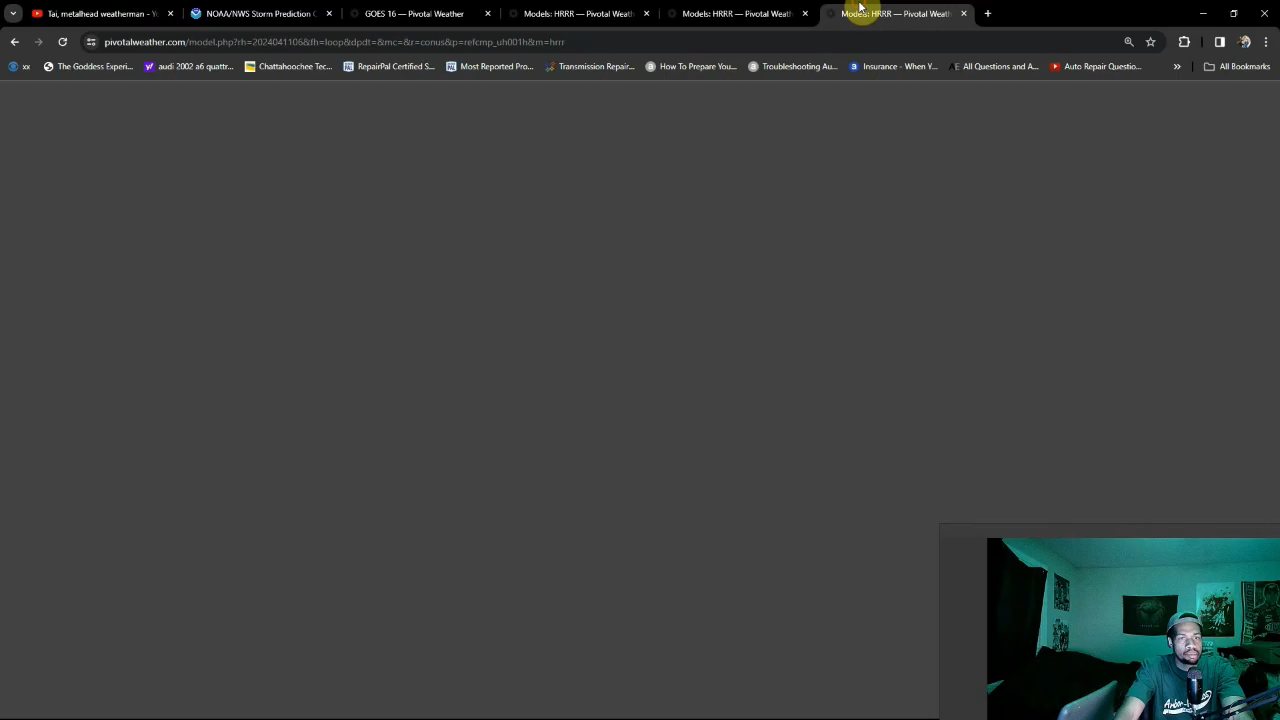 Tai, metalhead weatherman - Y
NOAA/NWS Storm Prediction C
GOES 16 — Pivotal Weather
Models: HRRR — Pivotal Weath
Models: HRRR — Pivotal Weath
Models: HRRR — Pivotal Weath
pivotalweather.com/model.php?rh=2024041106&fh=loop&dpdt=&mc=&r=conus&p=refcmp_uh001h&m=hrrr
xx
The Goddess Experi...
audi 2002 a6 quattr...
Chattahoochee Tec...
RepairPal Certified S...
Most Reported Pro...
Transmission Repair...
How To Prepare You...
Troubleshooting Au...
Insurance - When Y...
All Questions and A...
Auto Repair Questio...
All Bookmarks